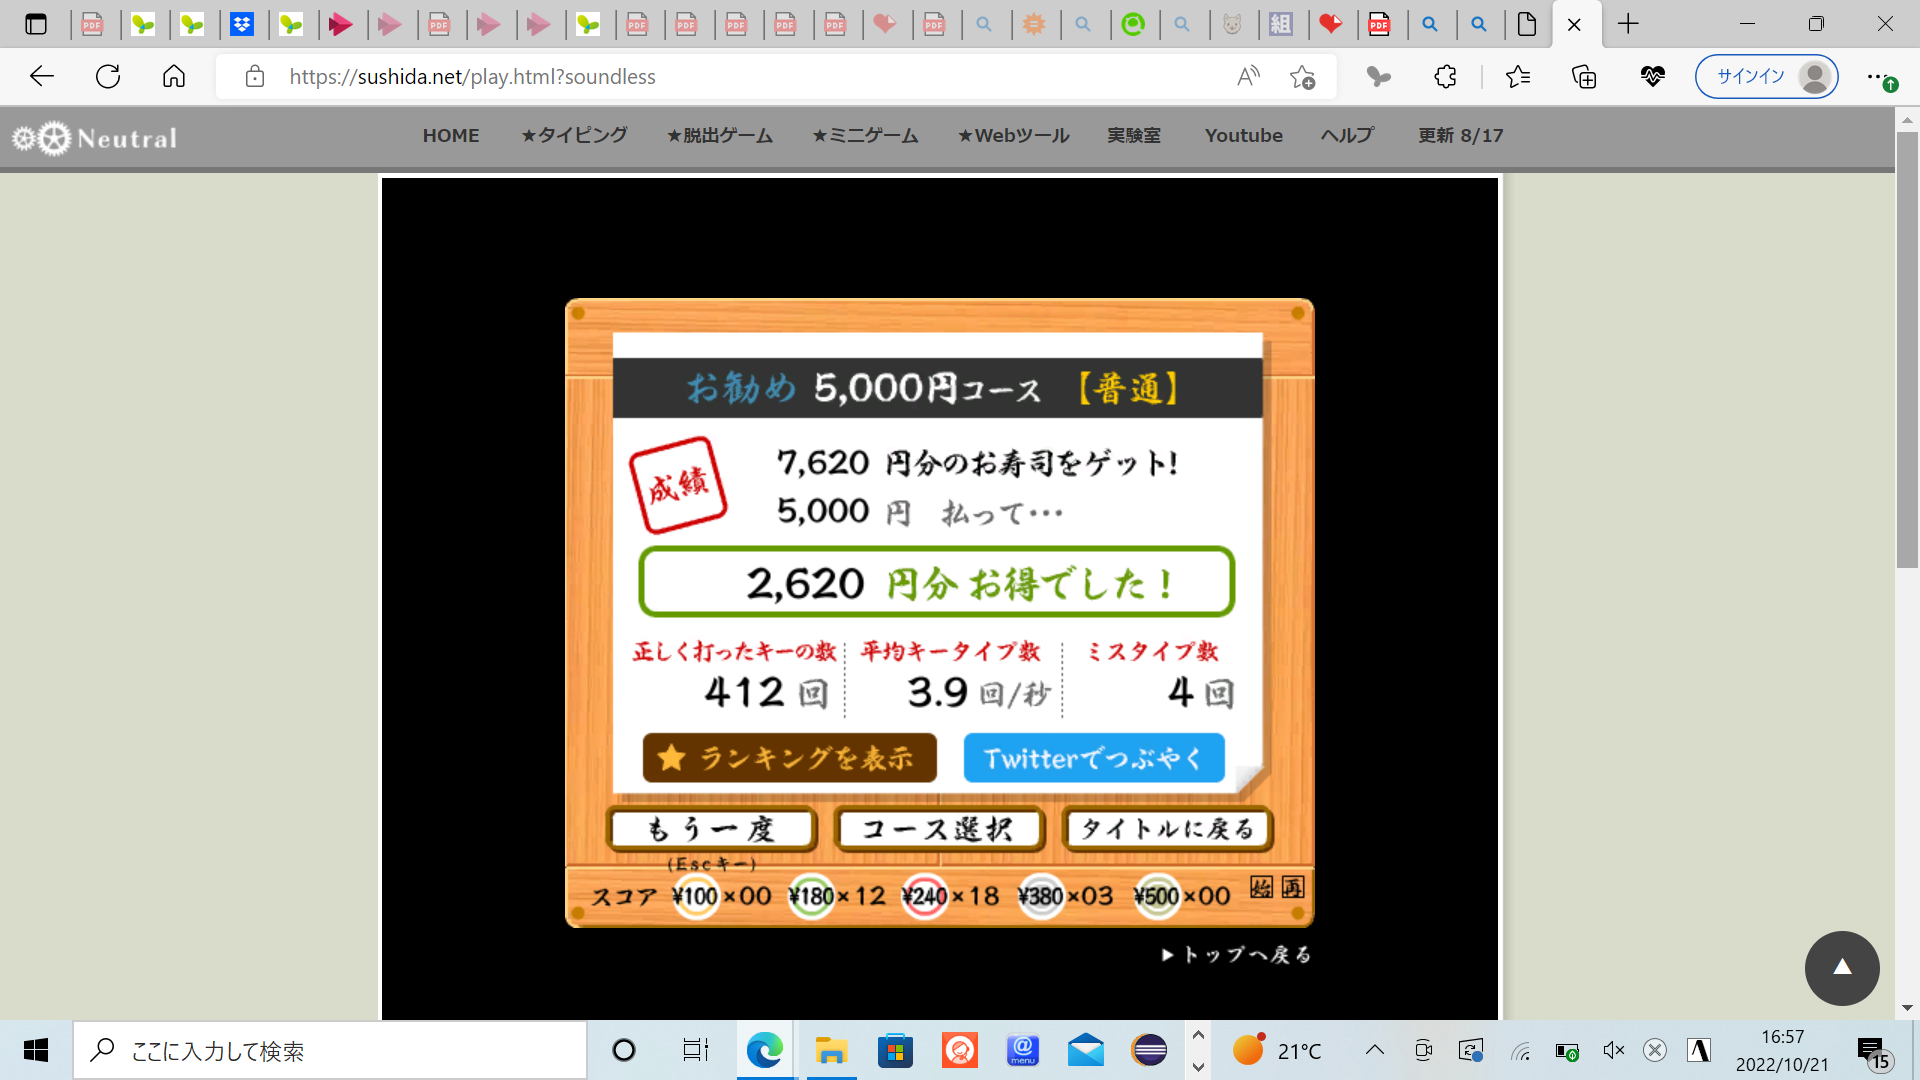 https://sushida.net/play.html?soundless
サインイン
Neutral
HOME
★タイピング
★脱出ゲーム
★ミニゲーム
★Webツール
実験室
Youtube
ヘルプ
更新 8/17
お勧め 5,000円コース 【普通】
成績
7,620 円分のお寿司をゲット!
5,000 円 払って…
2,620 円分 お得でした！
正しく打ったキーの数
平均キータイプ数
ミスタイプ数
412 回
3.9 回/秒
4 回
★ ランキングを表示
Twitterでつぶやく
もう一度
コース選択
タイトルに戻る
(Escキー)
スコア ¥100×00 ¥180×12 ¥240×18 ¥380×03 ¥500×00 始 再
▶トップへ戻る
▲
ここに入力して検索
@
menu
21℃
A
16:57
2022/10/21
15